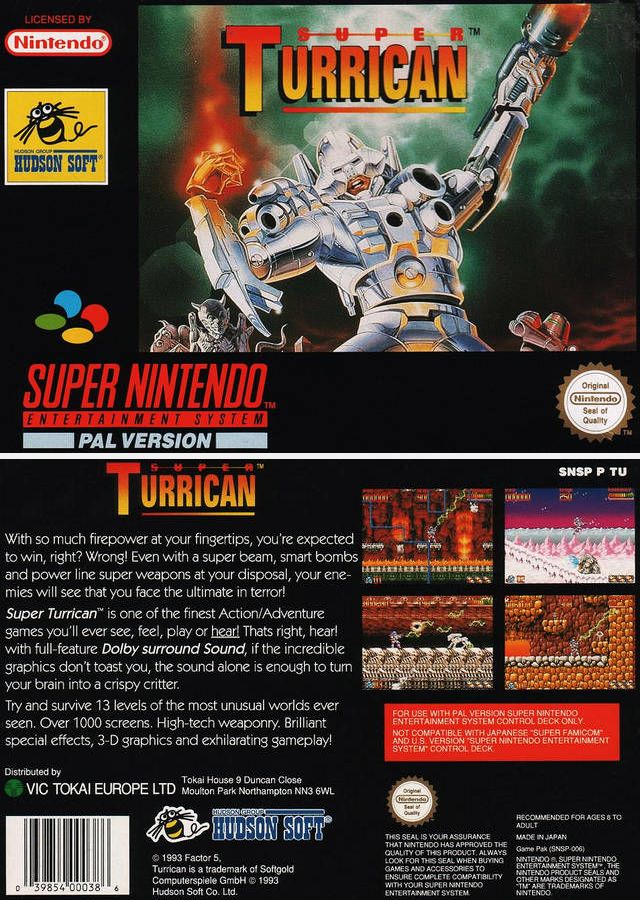 LICENSED BY
Nintendo®
HUDSON GROUP
HUDSON SOFT®
SUPER
TURRICAN™
SUPER NINTENDO™
ENTERTAINMENT SYSTEM
PAL VERSION
Original
Nintendo
Seal of
Quality
TM
SUPER
TURRICAN™
SNSP P TU
With so much firepower at your fingertips, you're expected
to win, right? Wrong! Even with a super beam, smart bombs
and power line super weapons at your disposal, your ene-
mies will see that you face the ultimate in terror!
Super Turrican™ is one of the finest Action/Adventure
games you'll ever see, feel, play or hear! Thats right, hear!
with full-feature Dolby surround Sound, if the incredible
graphics don't toast you, the sound alone is enough to turn
your brain into a crispy critter.
Try and survive 13 levels of the most unusual worlds ever
seen. Over 1000 screens. High-tech weaponry. Brilliant
special effects, 3-D graphics and exhilarating gameplay!
FOR USE WITH PAL VERSION SUPER NINTENDO
ENTERTAINMENT SYSTEM CONTROL DECK ONLY.
NOT COMPATIBLE WITH JAPANESE "SUPER FAMICOM"
AND U.S. VERSION "SUPER NINTENDO ENTERTAINMENT
SYSTEM" CONTROL DECK.
Distributed by
VIC TOKAI EUROPE LTD
Tokai House 9 Duncan Close
Moulton Park Northampton NN3 6WL
HUDSON GROUP
HUDSON SOFT®
© 1993 Factor 5,
Turrican is a trademark of Softgold
Computerspiele GmbH © 1993
Hudson Soft Co. Ltd.
0 39854 00038 6
Original
Nintendo
Seal of
Quality
THIS SEAL IS YOUR ASSURANCE
THAT NINTENDO HAS APPROVED THE
QUALITY OF THIS PRODUCT. ALWAYS
LOOK FOR THIS SEAL WHEN BUYING
GAMES AND ACCESSORIES TO
ENSURE COMPLETE COMPATIBILITY
WITH YOUR SUPER NINTENDO
ENTERTAINMENT SYSTEM.
RECOMMENDED FOR AGES 8 TO
ADULT
MADE IN JAPAN
Game Pak (SNSP-006)
NINTENDO ®, SUPER NINTENDO
ENTERTAINMENT SYSTEM™, THE
NINTENDO PRODUCT SEALS AND
OTHER MARKS DESIGNATED AS
"TM" ARE TRADEMARKS OF
NINTENDO.